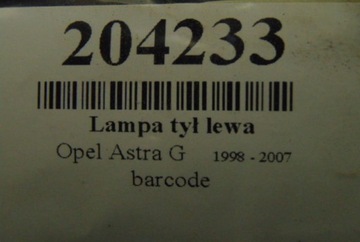 204233
Lampa tył lewa
Opel Astra G 1998 - 2007
barcode